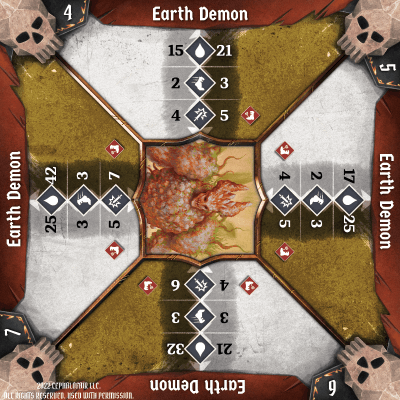 4
Earth Demon
15 21
2 3
4 5
5
Earth Demon
17 25
2 3
4 5
6
Earth Demon
21 32
3 3
4 6
7
Earth Demon
25 42
3 3
5 7
2022 CEPHALOFAIR LLC.
ALL RIGHTS RESERVED. USED WITH PERMISSION.